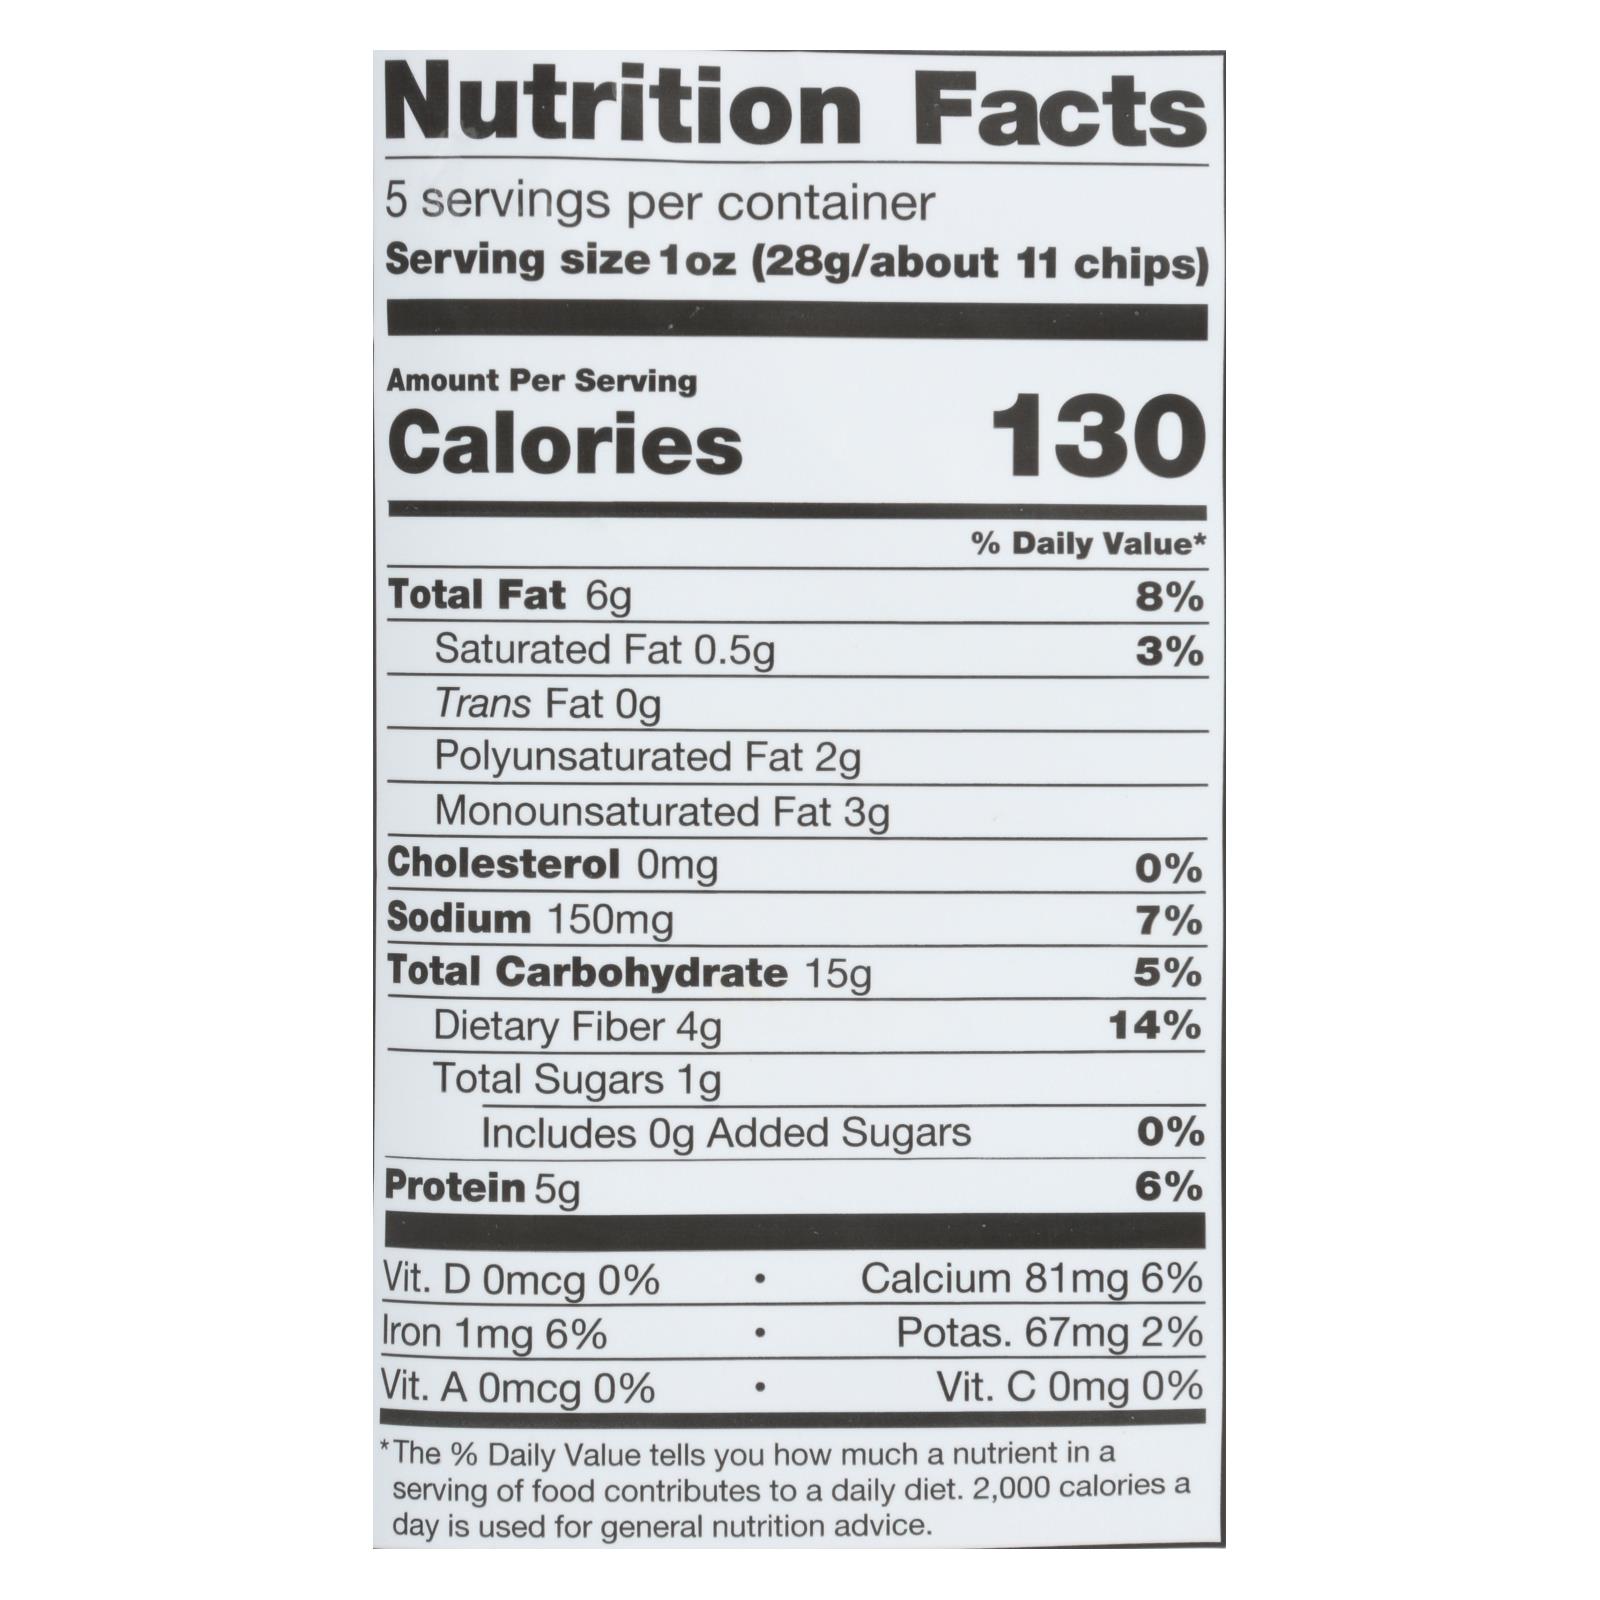 Nutrition Facts
5 servings per container
Serving size 1oz (28g/about 11 chips)
Amount Per Serving
Calories 130
% Daily Value*
Total Fat 6g 8%
Saturated Fat 0.5g 3%
Trans Fat 0g
Polyunsaturated Fat 2g
Monounsaturated Fat 3g
Cholesterol 0mg 0%
Sodium 150mg 7%
Total Carbohydrate 15g 5%
Dietary Fiber 4g 14%
Total Sugars 1g
Includes 0g Added Sugars 0%
Protein 5g 6%
Vit. D 0mcg 0% • Calcium 81mg 6%
Iron 1mg 6% • Potas. 67mg 2%
Vit. A 0mcg 0% • Vit. C 0mg 0%
*The % Daily Value tells you how much a nutrient in a
serving of food contributes to a daily diet. 2,000 calories a
day is used for general nutrition advice.